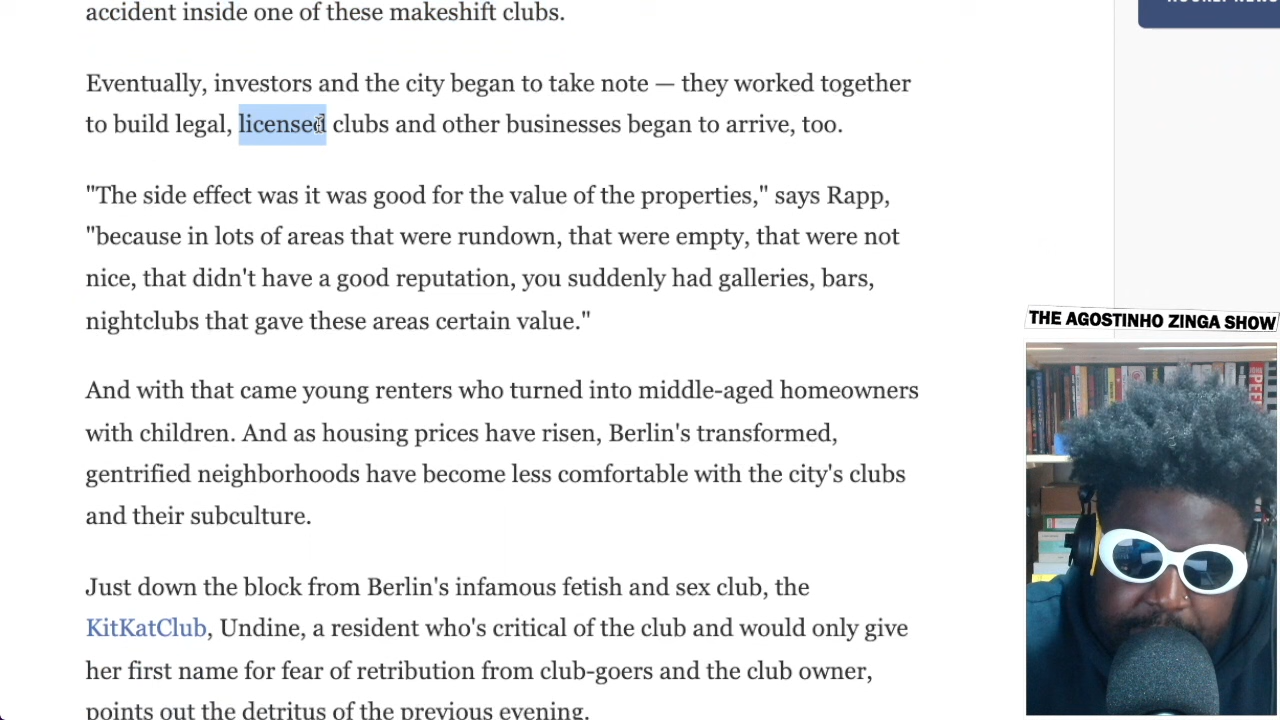 accident inside one of these makeshift clubs.
Eventually, investors and the city began to take note — they worked together
to build legal, licensed clubs and other businesses began to arrive, too.
"The side effect was it was good for the value of the properties," says Rapp,
"because in lots of areas that were rundown, that were empty, that were not
nice, that didn't have a good reputation, you suddenly had galleries, bars,
nightclubs that gave these areas certain value."
And with that came young renters who turned into middle-aged homeowners
with children. And as housing prices have risen, Berlin's transformed,
gentrified neighborhoods have become less comfortable with the city's clubs
and their subculture.
Just down the block from Berlin's infamous fetish and sex club, the
KitKatClub, Undine, a resident who's critical of the club and would only give
her first name for fear of retribution from club-goers and the club owner,
points out the detritus of the previous evening.
THE AGOSTINHO ZINGA SHOW